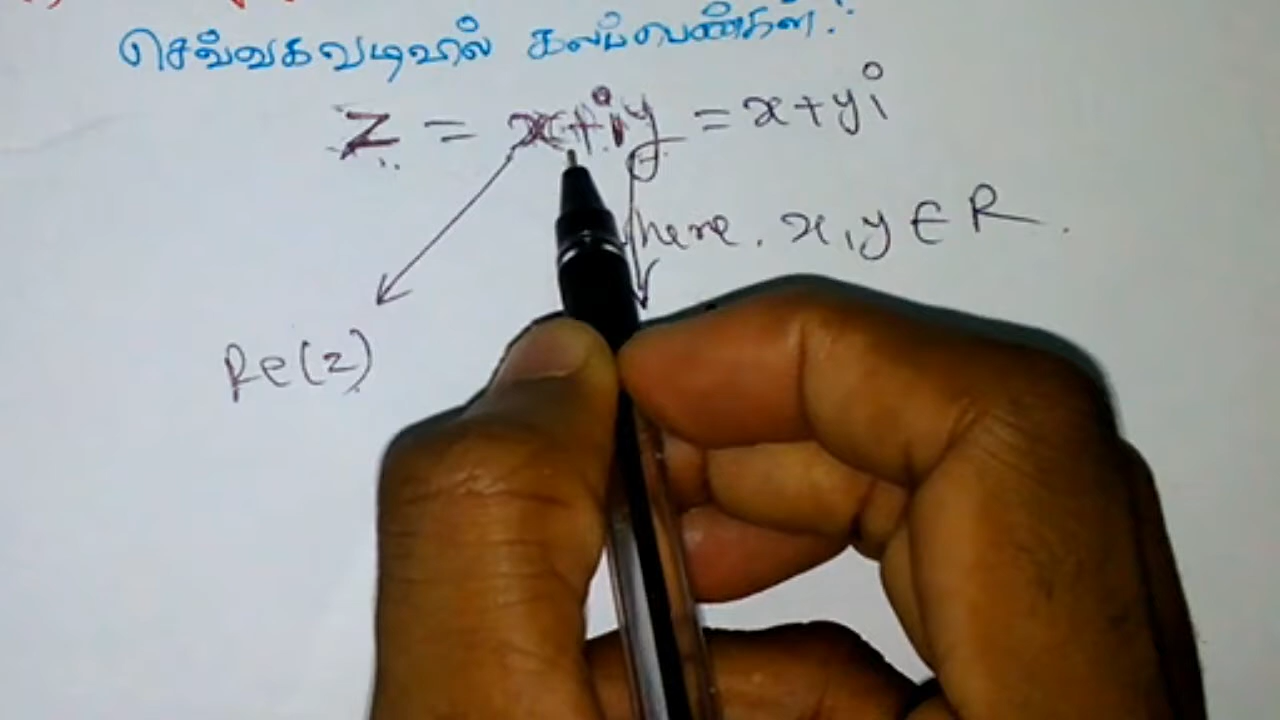 செவ்வகவடிவில் கலப்பெண்கள்:
z = x+iy = x+yi
here, x,y ∈ R.
Re(z)